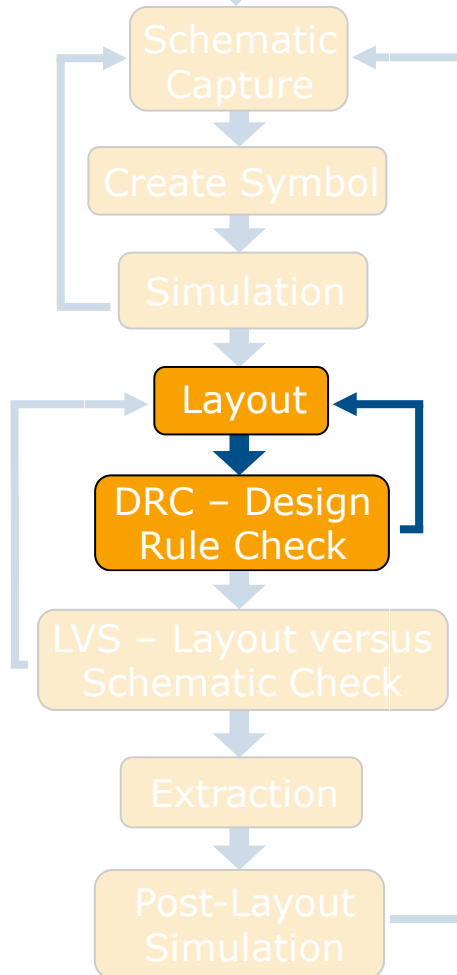 Schematic
Capture
Create Symbol
Simulation
Layout
DRC – Design
Rule Check
LVS – Layout versus
Schematic Check
Extraction
Post-Layout
Simulation